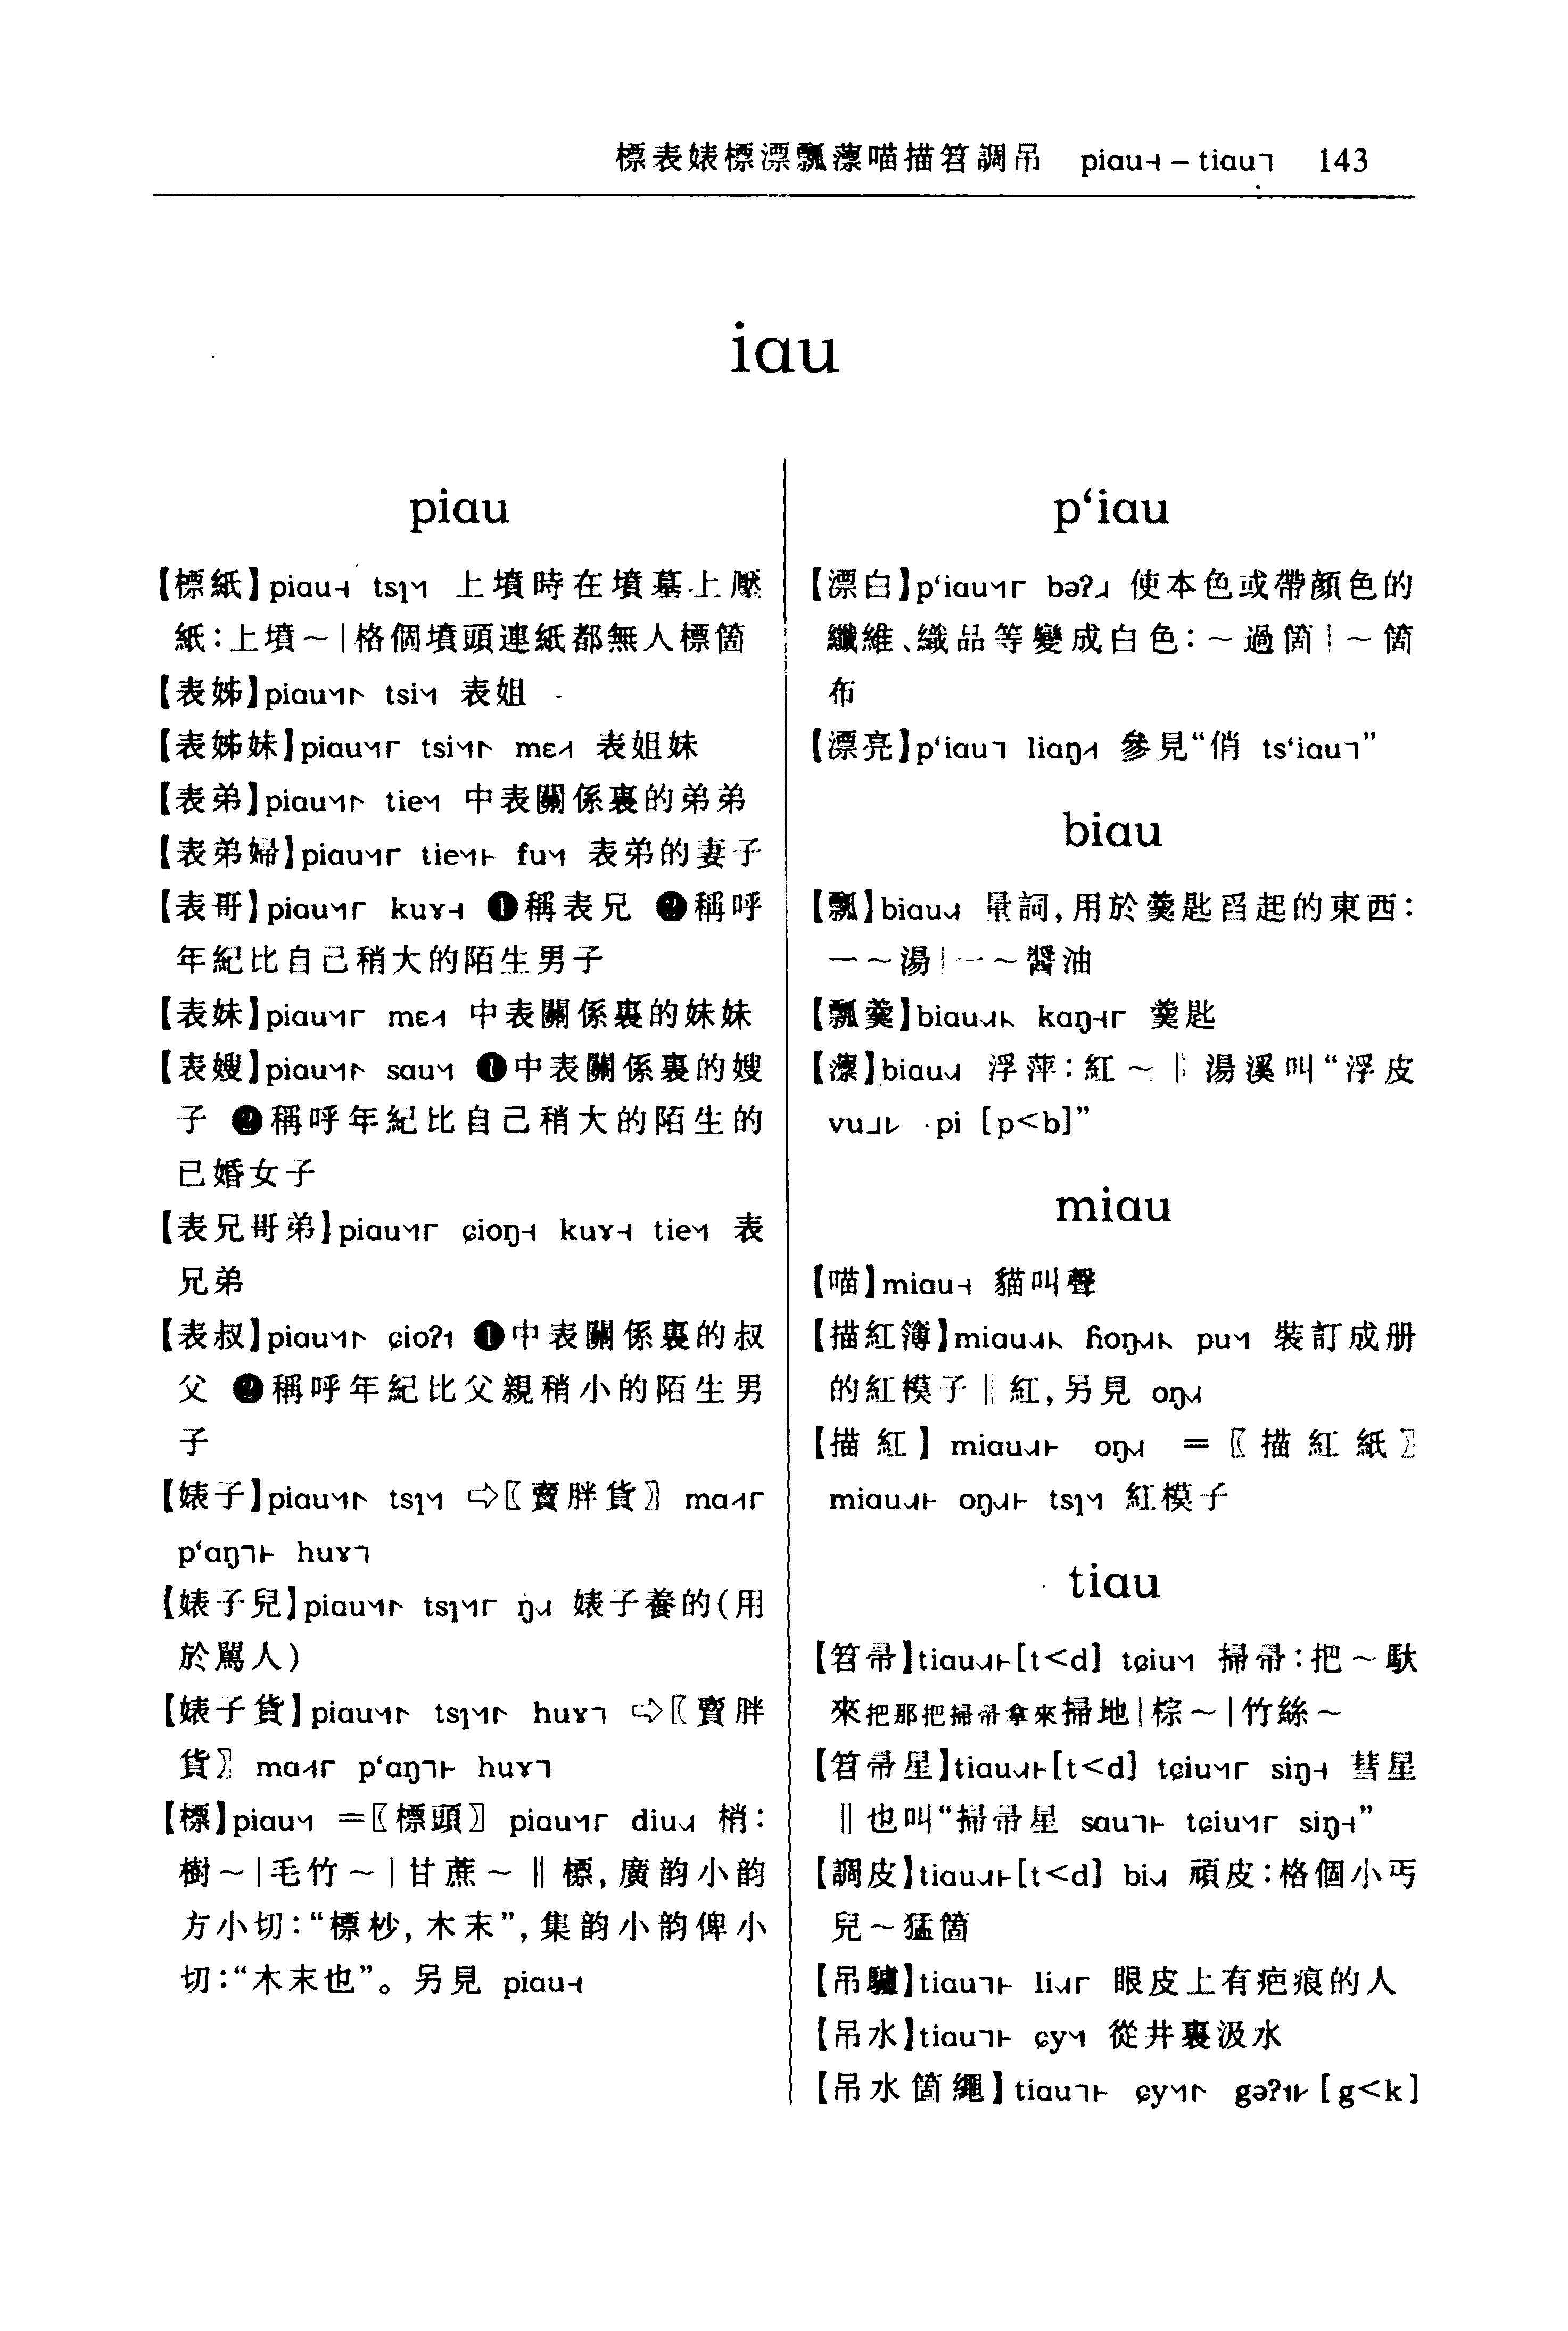 標表婊標漂瓢薸喵描笤調吊 piau˧˧˦－tiau˥ 143
iau
piau
【標紙】piau˧˧˦ tsɿ˥˧˥ 上墳時在墳墓上壓
紙：上墳～|格個墳頭連紙都無人標箇
【表姊】piau˥˧˥꜒꜔ tsi˥˧˥ 表姐
【表姊妹】piau˥˧˥꜒ tsi˥˧˥꜒꜔ mɛ˩˦ 表姐妹
【表弟】piau˥˧˥꜒꜔ tie˥˧˥ 中表關係裏的弟弟
【表弟婦】piau˥˧˥꜒ tie˥˧˥꜔ fu˥˧˥ 表弟的妻子
【表哥】piau˥˧˥꜒ kuɤ˧˧˦ ❶稱表兄 ❷稱呼
年紀比自己稍大的陌生男子
【表妹】piau˥˧˥꜒ mɛ˩˦ 中表關係裏的妹妹
【表嫂】piau˥˧˥꜒꜔ sau˥˧˥ ❶中表關係裏的嫂
子 ❷稱呼年紀比自己稍大的陌生的
已婚女子
【表兄哥弟】piau˥˧˥꜒ ɕioŋ˧˧˦ kuɤ˧˧˦ tie˥˧˥ 表
兄弟
【表叔】piau˥˧˥꜒꜔ ɕioʔ˦ ❶中表關係裏的叔
父 ❷稱呼年紀比父親稍小的陌生男
子
【婊子】piau˥˧˥꜒꜔ tsɿ˥˧˥ ⇨〖賣胖貨〗 ma˩˦꜒
p‘aŋ˥꜔ huɤ˥
【婊子兒】piau˥˧˥꜒꜔ tsɿ˥˧˥꜒ ŋ̍˧˩˧ 婊子養的(用
於罵人)
【婊子貨】piau˥˧˥꜒꜔ tsɿ˥˧˥꜒꜔ huɤ˥ ⇨〖賣胖
貨〗 ma˩˦꜒ p‘aŋ˥꜔ huɤ˥
【標】piau˥˧˥ ＝〖標頭〗 piau˥˧˥꜒ diu˧˩˧ 梢：
樹～|毛竹～|甘蔗～ ‖ 標，廣韵小韵
方小切：“標杪，木末”，集韵小韵俾小
切：“木末也”。另見 piau˧˧˦
p‘iau
【漂白】p‘iau˥˧˥꜒ bəʔ˨˩˨ 使本色或帶顏色的
纖維、織品等變成白色：～過箇|～箇
布
【漂亮】p‘iau˥ liaŋ˩˦ 參見“俏 ts‘iau˥”
biau
【瓢】biau˧˩˧ 量詞，用於羹匙舀起的東西：
一～湯|一～醬油
【瓢羹】biau˧˩˧꜔꜖ kaŋ˧˧˦꜒ 羹匙
【薸】biau˧˩˧ 浮萍：紅～ ‖ 湯溪叫“浮皮
vu˩꜖꜕ ·pi [p<b]”
miau
【喵】miau˧˧˦ 貓叫聲
【描紅簿】miau˧˩˧꜔꜖ ɦoŋ˧˩˧꜔꜖ pu˥˧˥ 裝訂成册
的紅模子 ‖ 紅，另見 oŋ˧˩˧
【描紅】 miau˧˩˧꜔ oŋ˧˩˧ ＝〖描紅紙〗
miau˧˩˧꜔ oŋ˧˩˧꜔ tsɿ˥˧˥ 紅模子
tiau
【笤帚】tiau˧˩˧꜔[t<d] tɕiu˥˧˥ 掃帚：把～馱
來把那把掃帚拿來掃地|棕～|竹絲～
【笤帚星】tiau˧˩˧꜔[t<d] tɕiu˥˧˥꜒ siŋ˧˧˦ 彗星
‖ 也叫“掃帚星 sau˥꜔ tɕiu˥˧˥꜒ siŋ˧˧˦”
【調皮】tiau˧˩˧꜔[t<d] bi˧˩˧ 頑皮：格個小丐
兒～猛箇
【吊驢】tiau˥꜔ li˧˩˧꜒ 眼皮上有疤痕的人
【吊水】tiau˥꜔ ɕy˥˧˥ 從井裏汲水
【吊水箇繩】tiau˥꜔ ɕy˥˧˥꜒꜔ gəʔ˦꜖꜕[g<k]